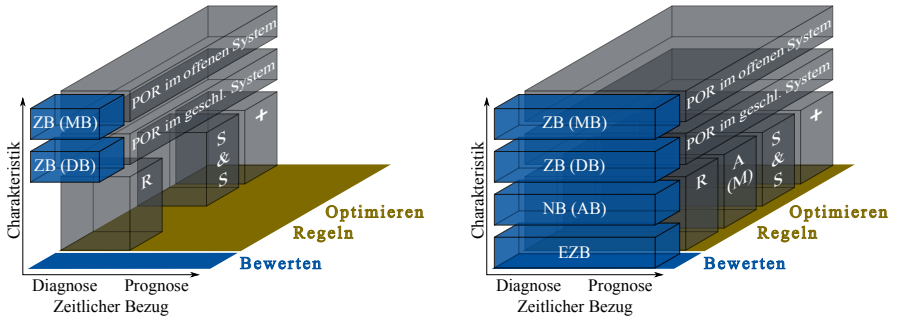 Charakteristik
POR im offenen System
POR im geschl. System
ZB (MB)
ZB (DB)
R
S & S
+
Optimieren
Regeln
Bewerten
Diagnose
Prognose
Zeitlicher Bezug
Charakteristik
POR im offenen System
POR im geschl. System
ZB (MB)
ZB (DB)
NB (AB)
EZB
R
A (M)
S & S
+
Optimieren
Regeln
Bewerten
Diagnose
Prognose
Zeitlicher Bezug